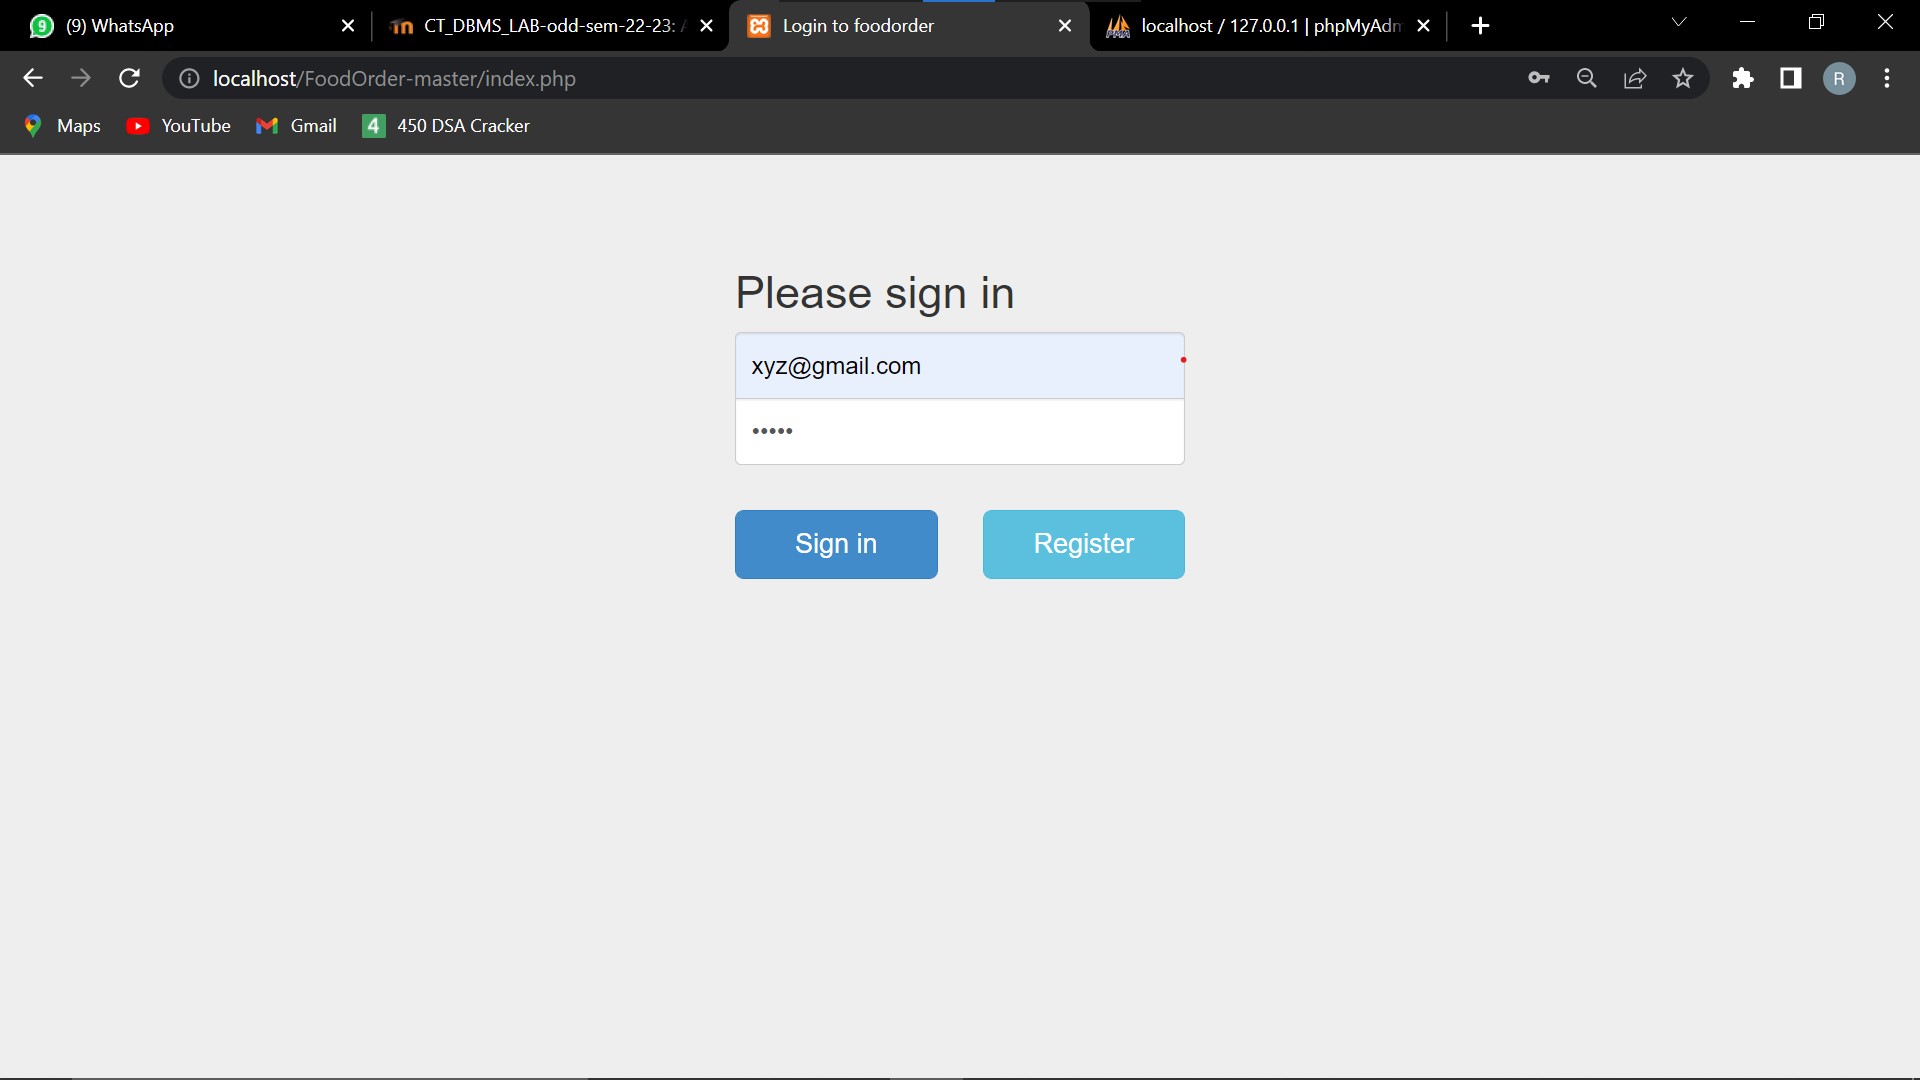 (9) WhatsApp
CT_DBMS_LAB-odd-sem-22-23:
Login to foodorder
localhost / 127.0.0.1 | phpMyAdm
localhost/FoodOrder-master/index.php
R
Maps
YouTube
Gmail
4
450 DSA Cracker
Please sign in
xyz@gmail.com
•••••
Sign in
Register